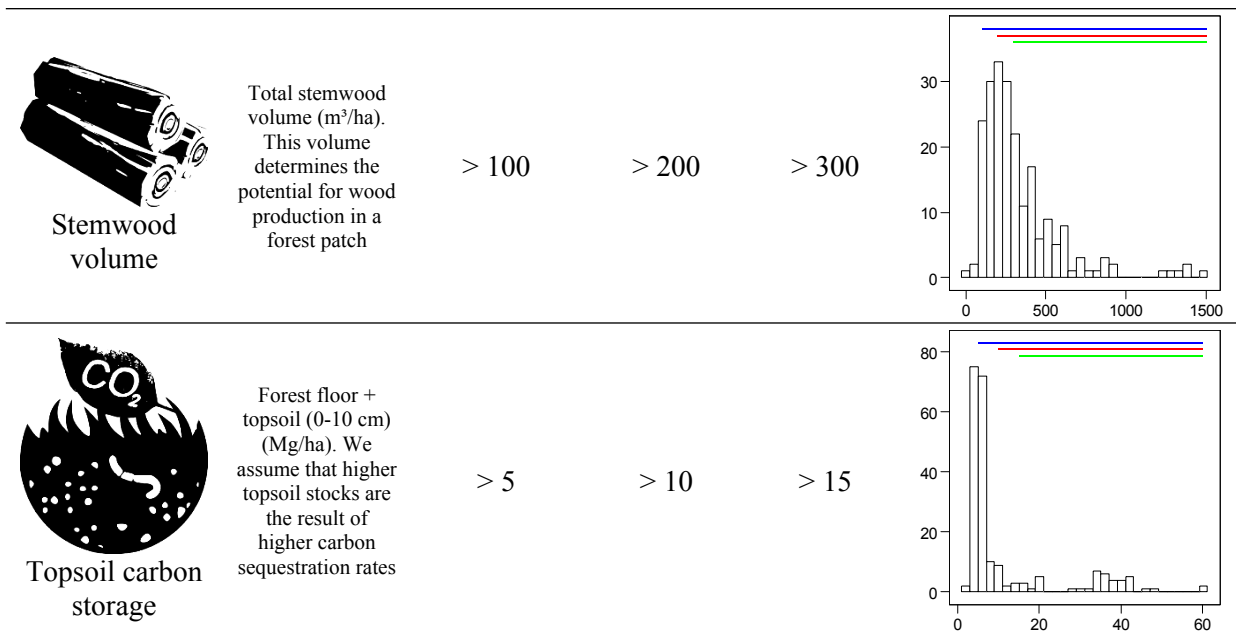 Stemwood
volume
Total stemwood
volume (m³/ha).
This volume
determines the
potential for wood
production in a
forest patch
> 100
> 200
> 300
30
20
10
0
0 500 1000 1500
CO2
Topsoil carbon
storage
Forest floor +
topsoil (0-10 cm)
(Mg/ha). We
assume that higher
topsoil stocks are
the result of
higher carbon
sequestration rates
> 5
> 10
> 15
80
60
40
20
0
0 20 40 60